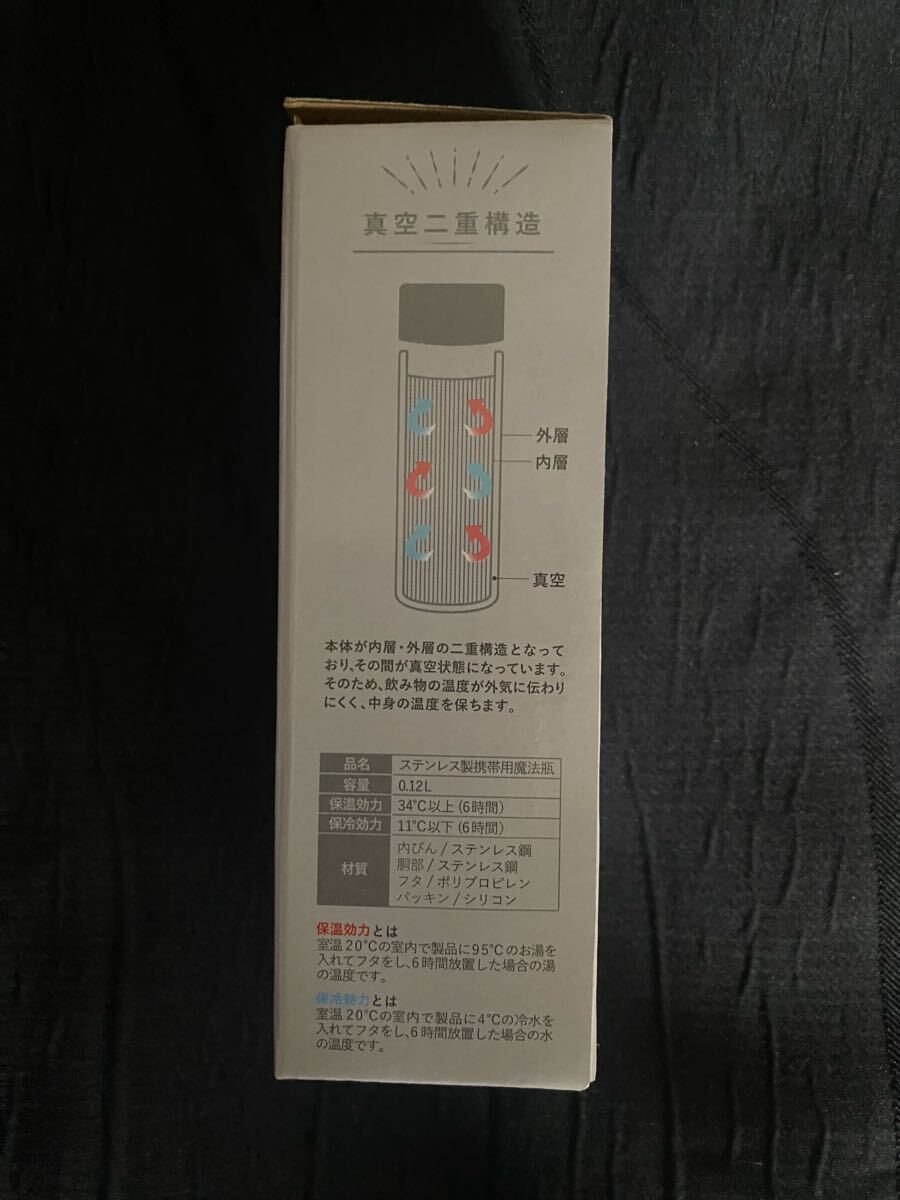 真空二重構造
外層
内層
真空
本体が内層・外層の二重構造となって
おり、その間が真空状態になっています。
そのため、飲み物の温度が外気に伝わり
にくく、中身の温度を保ちます。
品名 ステンレス製携帯用魔法瓶
容量 0.12L
保温効力 34℃以上(6時間)
保冷効力 11℃以下(6時間)
材質 内びん/ステンレス鋼
胴部/ステンレス鋼
フタ/ポリプロピレン
パッキン/シリコン
保温効力とは
室温20℃の室内で製品に95℃のお湯を
入れてフタをし、6時間放置した場合の湯
の温度です。
保冷効力とは
室温20℃の室内で製品に4℃の冷水を
入れてフタをし、6時間放置した場合の水
の温度です。